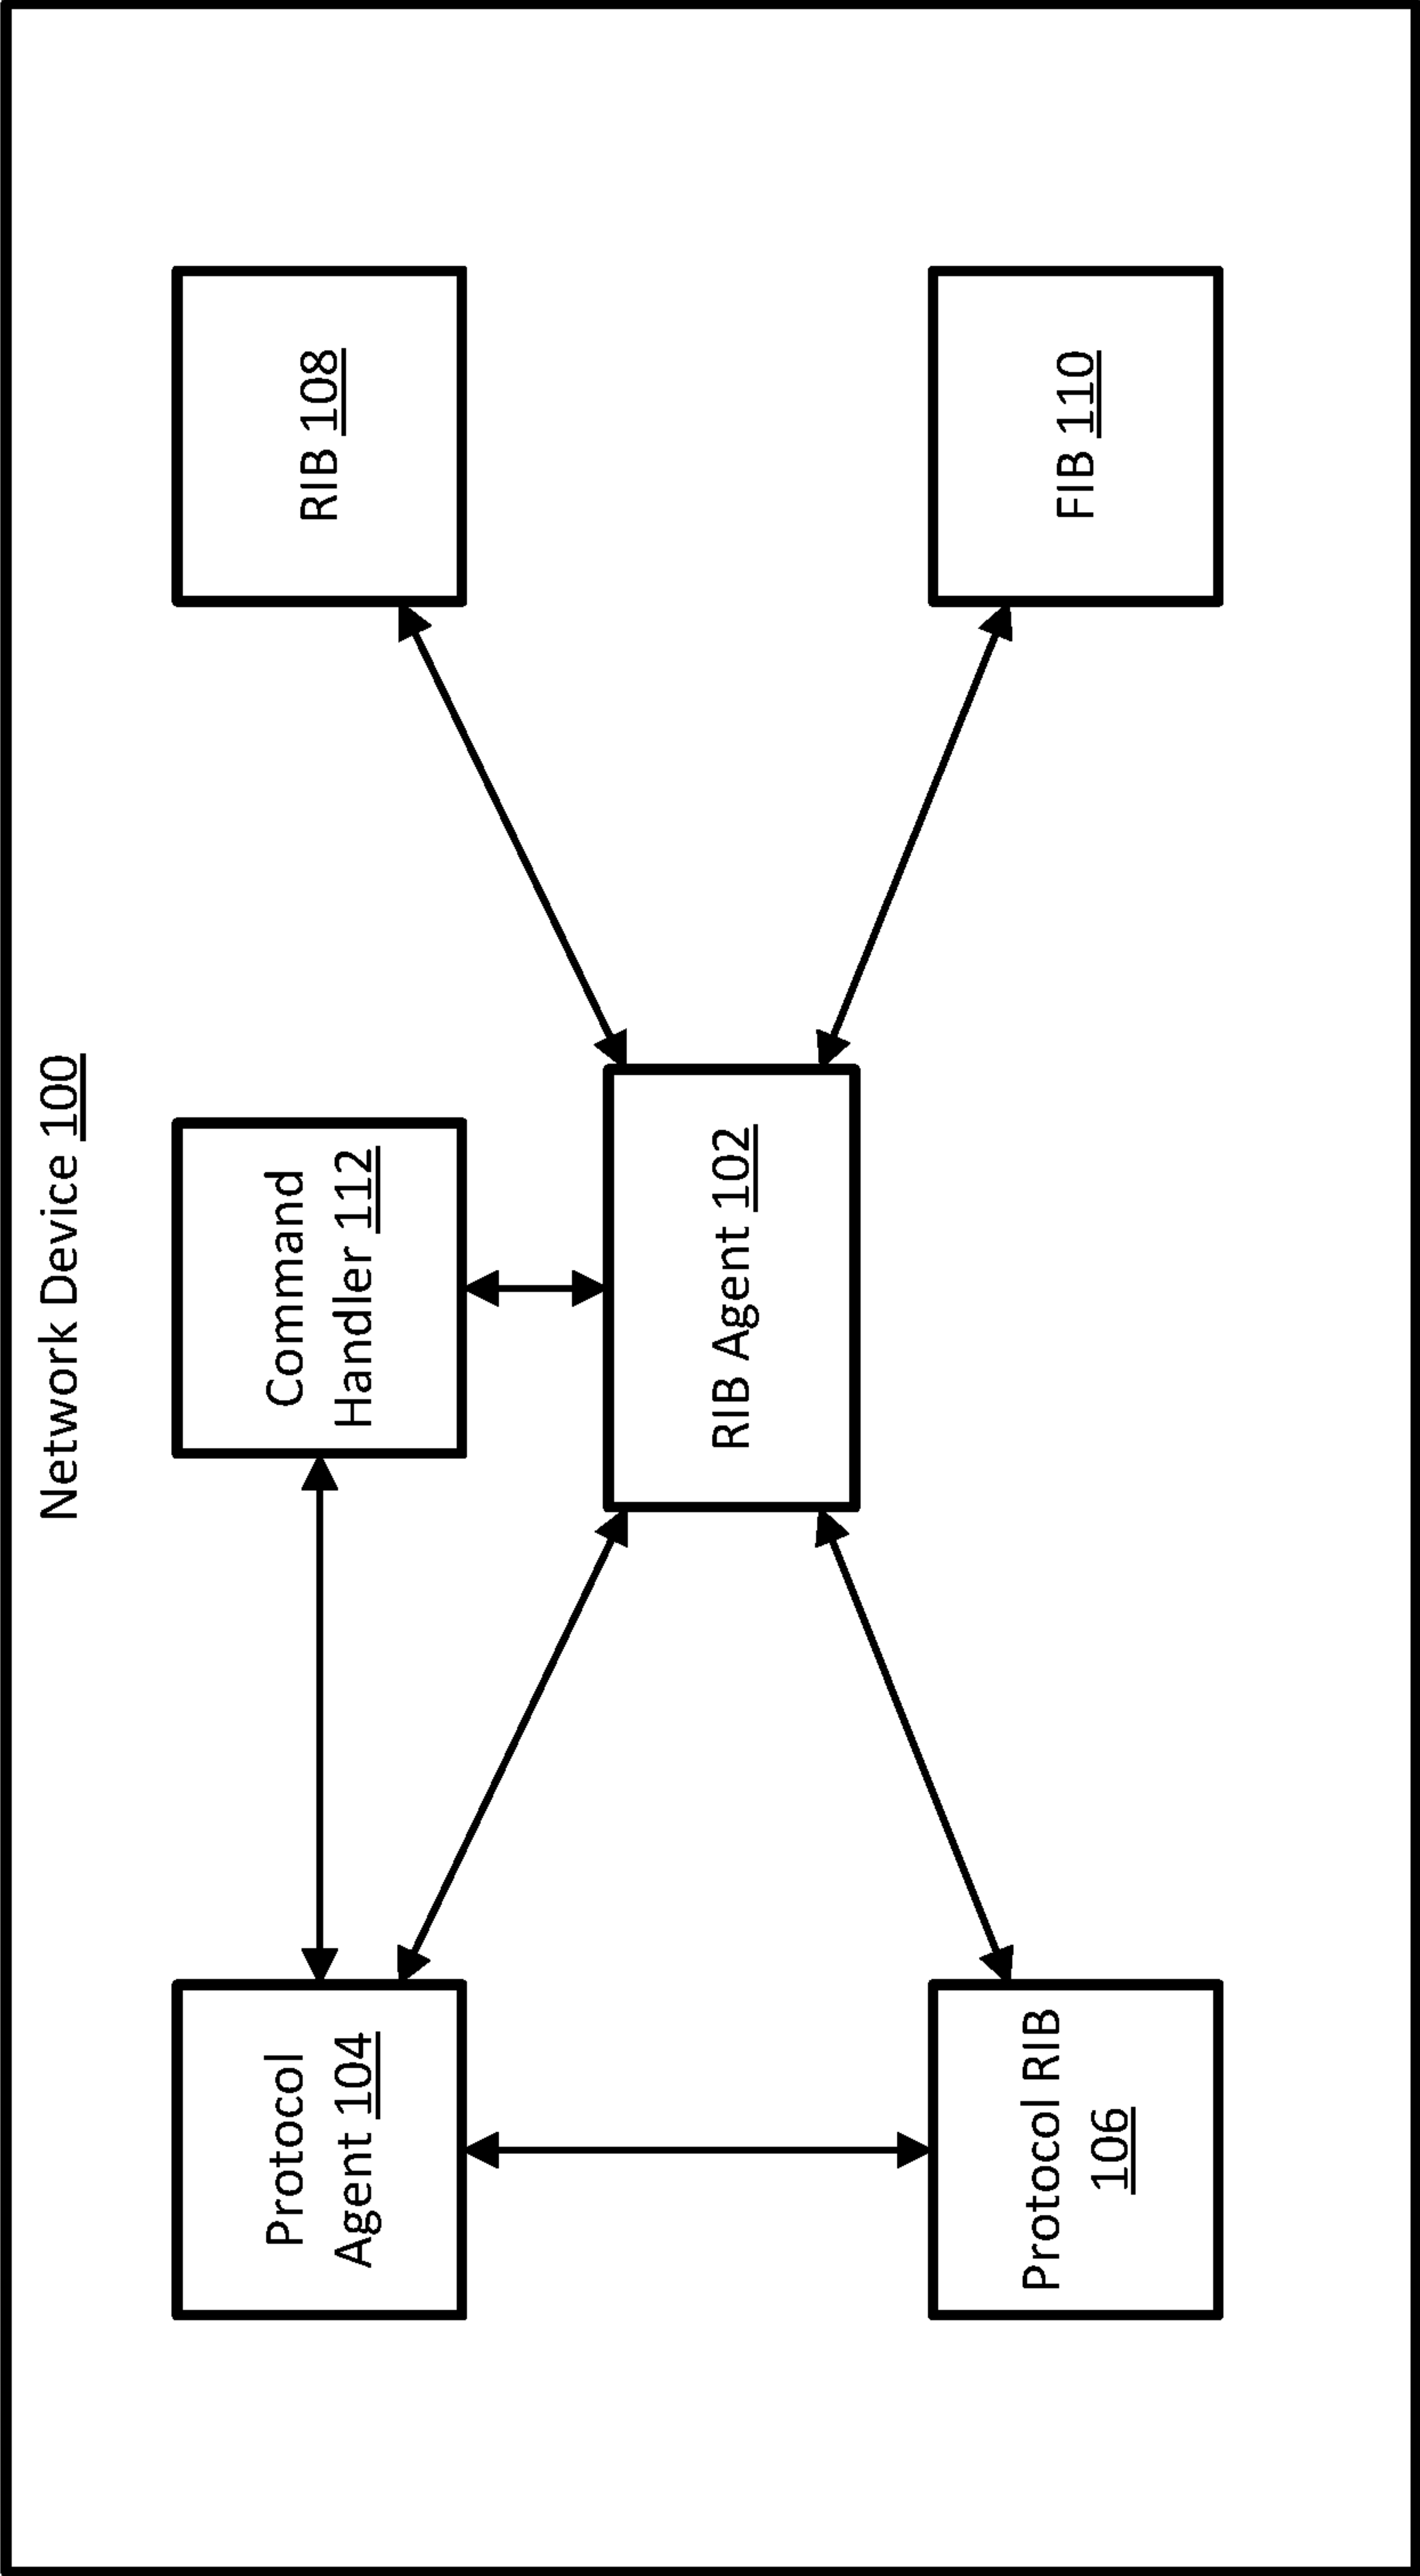 Network Device 100
Protocol
Agent 104
Command
Handler 112
RIB 108
RIB Agent 102
Protocol RIB
106
FIB 110